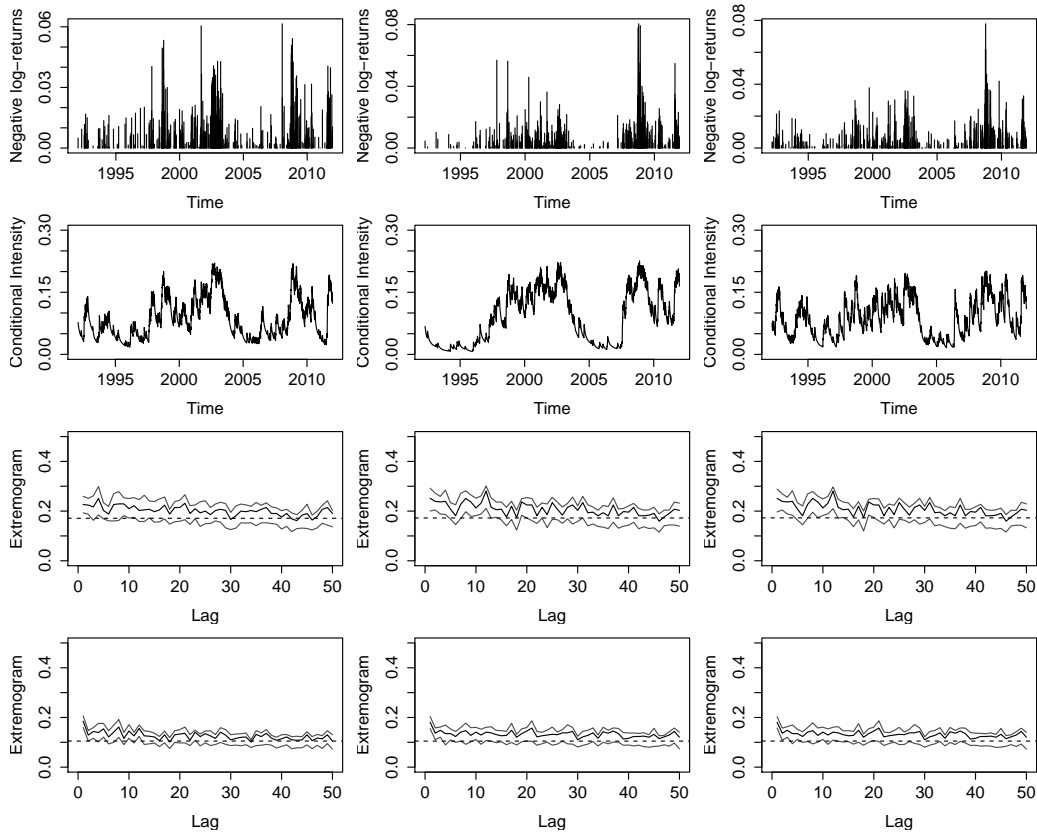 Negative log-returns
0.00 0.03 0.06
1995 2000 2005 2010
Time
Negative log-returns
0.00 0.04 0.08
1995 2000 2005 2010
Time
Negative log-returns
0.00 0.04 0.08
1995 2000 2005 2010
Time
Conditional Intensity
0.00 0.15 0.30
1995 2000 2005 2010
Time
Conditional Intensity
0.00 0.15 0.30
1995 2000 2005 2010
Time
Conditional Intensity
0.00 0.15 0.30
1995 2000 2005 2010
Time
Extremogram
0.0 0.2 0.4
0 10 20 30 40 50
Lag
Extremogram
0.0 0.2 0.4
0 10 20 30 40 50
Lag
Extremogram
0.0 0.2 0.4
0 10 20 30 40 50
Lag
Extremogram
0.0 0.2 0.4
0 10 20 30 40 50
Lag
Extremogram
0.0 0.2 0.4
0 10 20 30 40 50
Lag
Extremogram
0.0 0.2 0.4
0 10 20 30 40 50
Lag